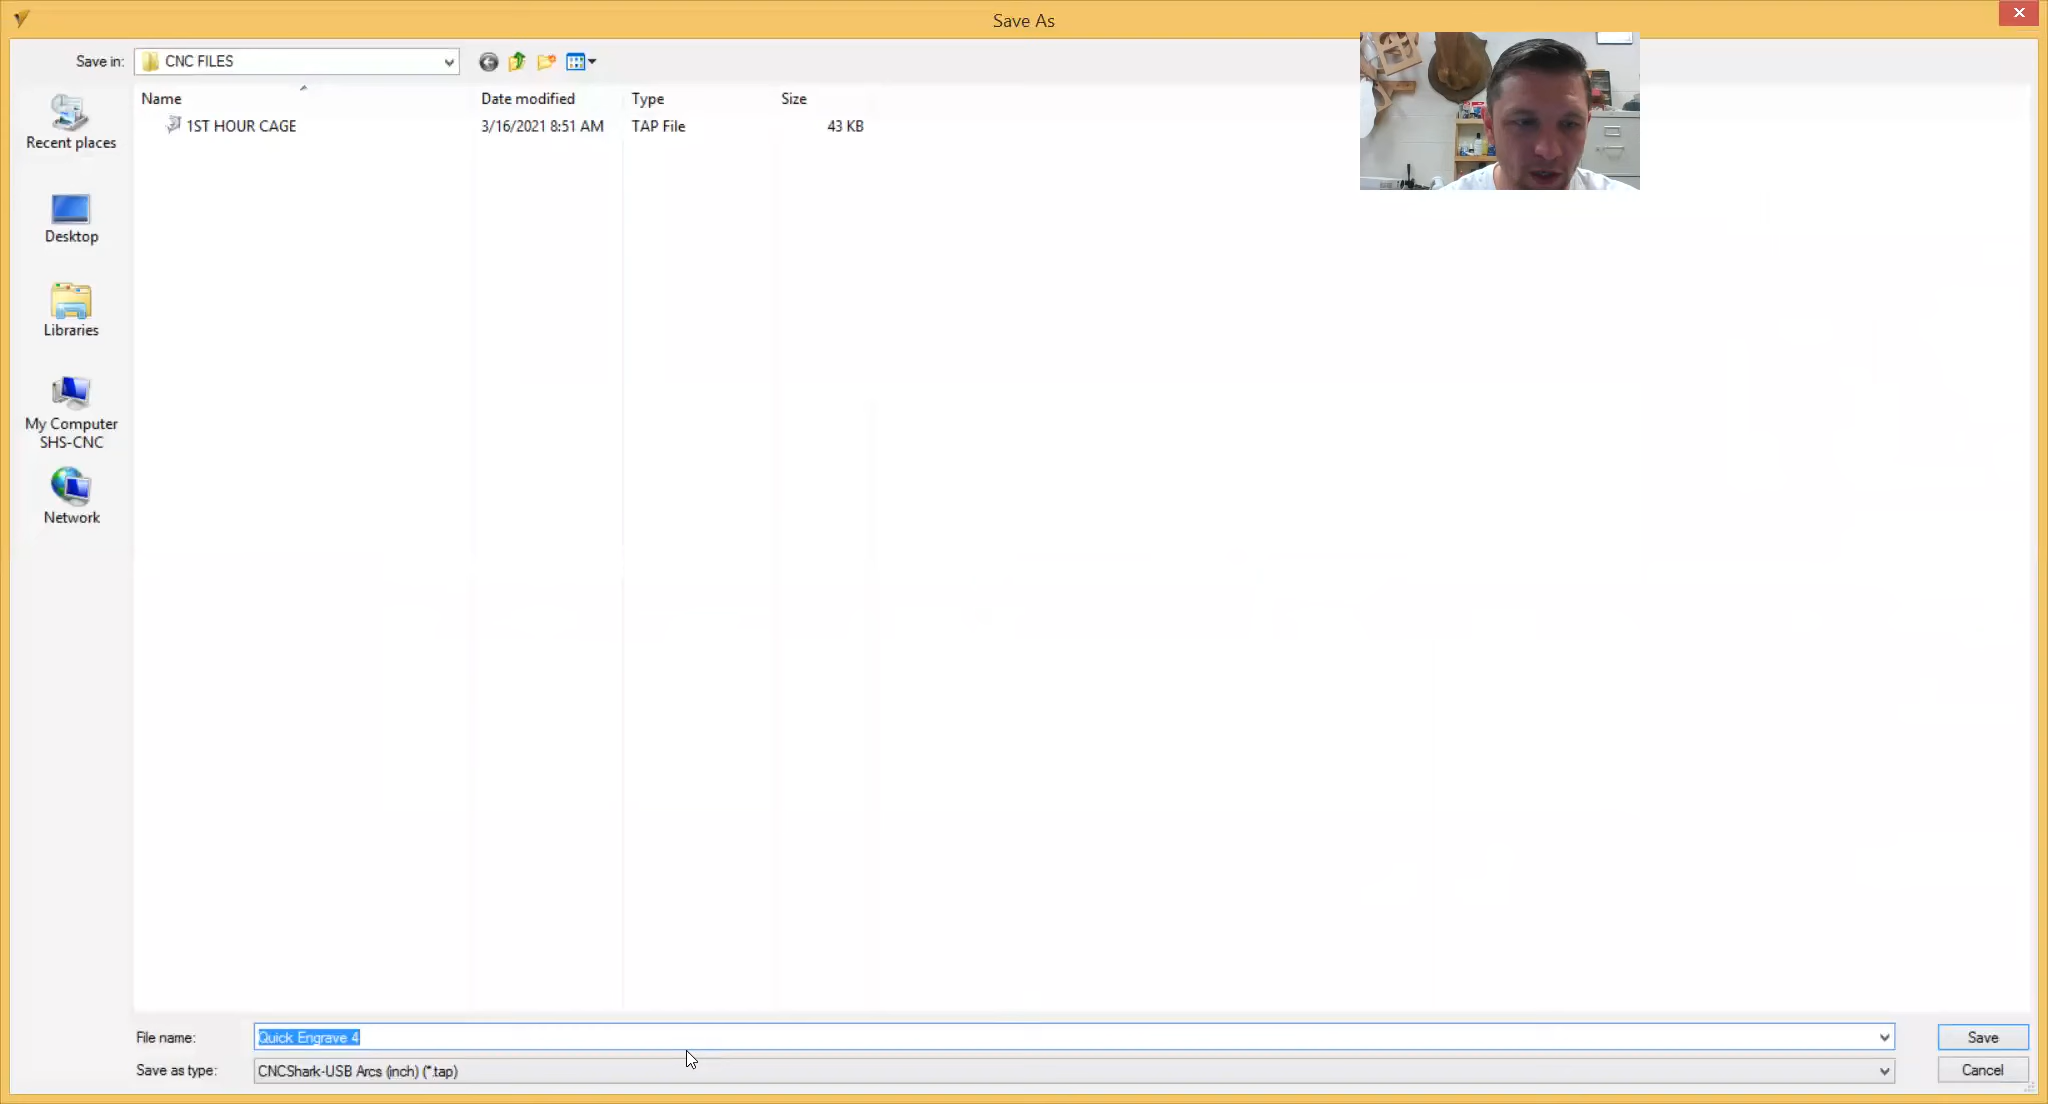 Save As
Save in:
CNC FILES
Name
Date modified
Type
Size
1ST HOUR CAGE
3/16/2021 8:51 AM
TAP File
43 KB
Recent places
Desktop
Libraries
My Computer
SHS-CNC
Network
File name:
Quick Engrave 4
Save
Save as type:
CNCShark-USB Arcs (inch) (*.tap)
Cancel